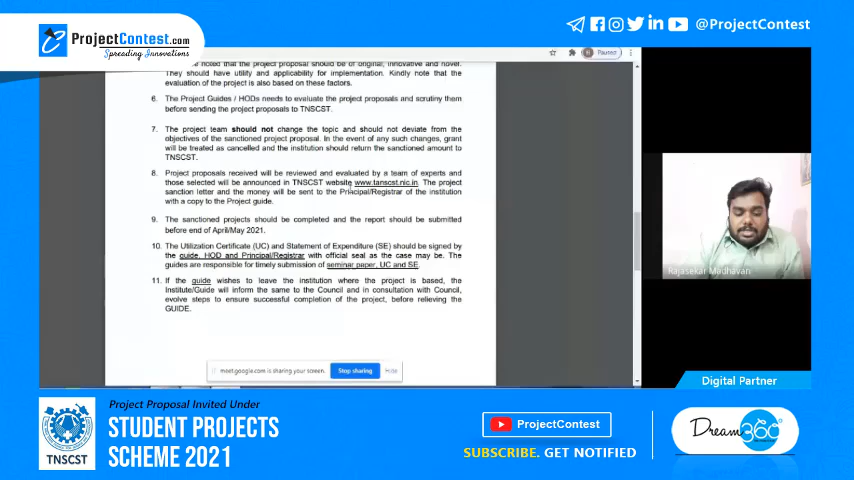 ProjectContest.com
Spreading Innovations
@ProjectContest
Paused
noted that the project proposal should be of original, innovative and novel.
They should have utility and applicability for implementation. Kindly note that the
evaluation of the project is also based on these factors.
6. The Project Guides / HODs needs to evaluate the project proposals and scrutiny them
before sending the project proposals to TNSCST.
7. The project team should not change the topic and should not deviate from the
objectives of the sanctioned project proposal. In the event of any such changes, grant
will be treated as cancelled and the institution should return the sanctioned amount to
TNSCST.
8. Project proposals received will be reviewed and evaluated by a team of experts and
those selected will be announced in TNSCST website www.tanscst.nic.in. The project
sanction letter and the money will be sent to the Principal/Registrar of the institution
with a copy to the Project guide.
9. The sanctioned projects should be completed and the report should be submitted
before end of April/May 2021.
10. The Utilization Certificate (UC) and Statement of Expenditure (SE) should be signed by
the guide, HOD and Principal/Registrar with official seal as the case may be. The
guides are responsible for timely submission of seminar paper, UC and SE.
11. If the guide wishes to leave the institution where the project is based, the
Institute/Guide will inform the same to the Council and in consultation with Council,
evolve steps to ensure successful completion of the project, before relieving the
GUIDE.
meet.google.com is sharing your screen.
Stop sharing
Hide
Rajasekar Madhavan
Digital Partner
TNSCST
Project Proposal Invited Under
STUDENT PROJECTS
SCHEME 2021
ProjectContest
SUBSCRIBE. GET NOTIFIED
Dream360